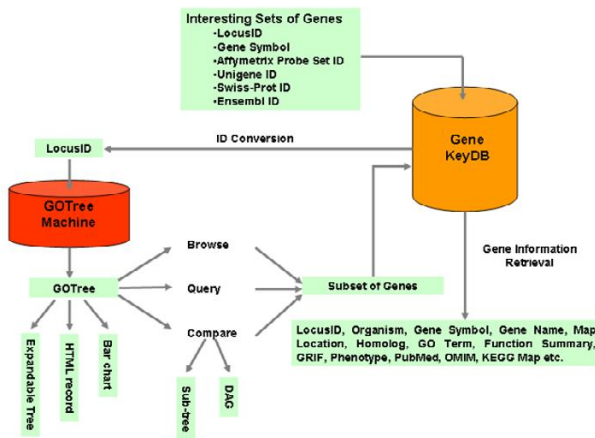 Interesting Sets of Genes
-LocusID
-Gene Symbol
-Affymetrix Probe Set ID
-Unigene ID
-Swiss-Prot ID
-Ensembl ID
Gene
KeyDB
ID Conversion
LocusID
GOTree
Machine
Gene Information
Retrieval
Browse
GOTree
Query
Subset of Genes
Compare
LocusID, Organism, Gene Symbol, Gene Name, Map
Location, Homolog, GO Term, Function Summary,
GRIF, Phenotype, PubMed, OMIM, KEGG Map etc.
Expandable Tree
HTML record
Bar chart
Sub-tree
DAG